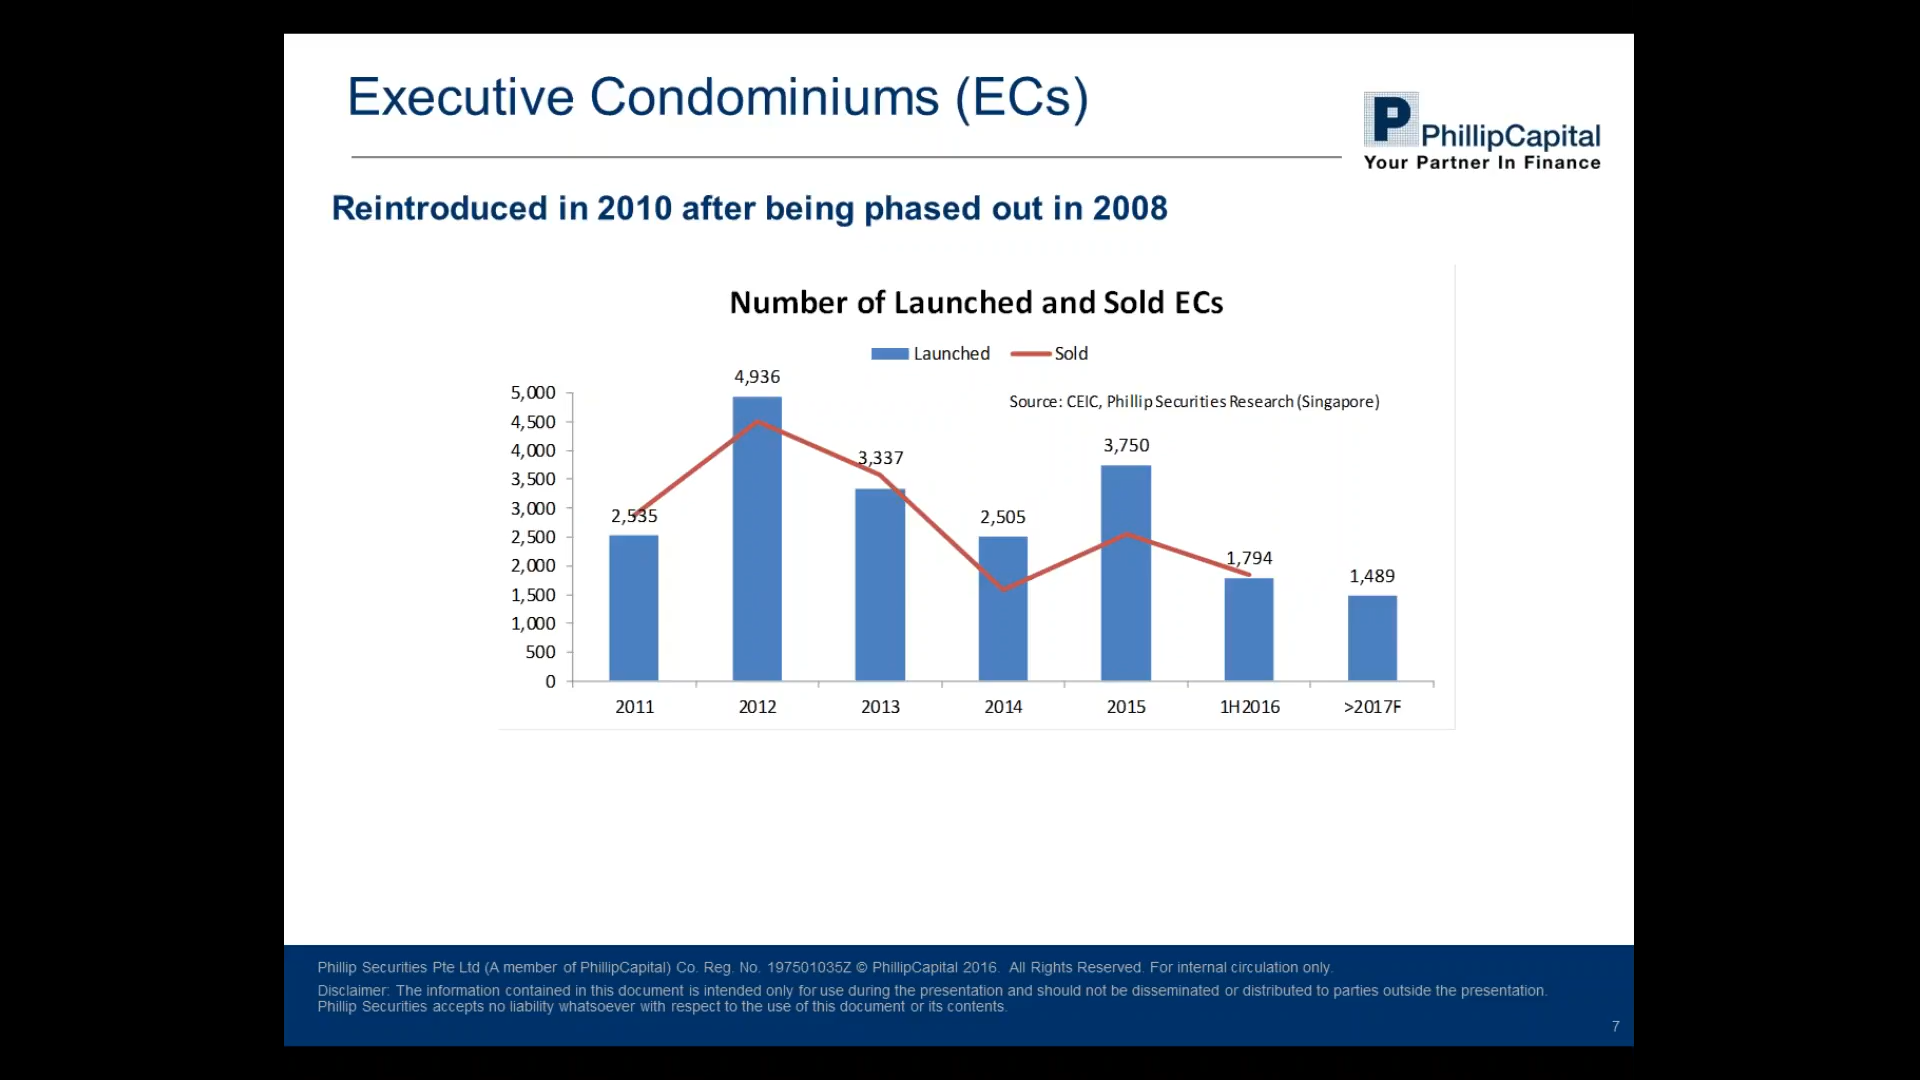 Executive Condominiums (ECs)
P PhillipCapital
Your Partner In Finance
Reintroduced in 2010 after being phased out in 2008
Number of Launched and Sold ECs
Launched Sold
Source: CEIC, Phillip Securities Research (Singapore)
5,000
4,500
4,000
3,500
3,000
2,500
2,000
1,500
1,000
500
0
2,535
4,936
3,337
2,505
3,750
1,794
1,489
2011 2012 2013 2014 2015 1H2016 >2017F
Phillip Securities Pte Ltd (A member of PhillipCapital) Co. Reg. No. 197501035Z © PhillipCapital 2016. All Rights Reserved. For internal circulation only.
Disclaimer: The information contained in this document is intended only for use during the presentation and should not be disseminated or distributed to parties outside the presentation.
Phillip Securities accepts no liability whatsoever with respect to the use of this document or its contents.
7